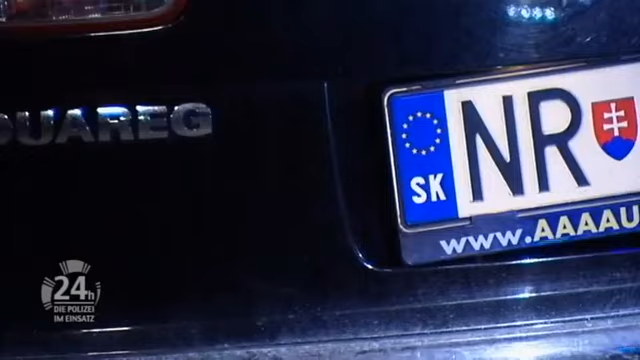 OUAREG
NR
SK
www.AAAAU
24h
DIE POLIZEI
IM EINSATZ